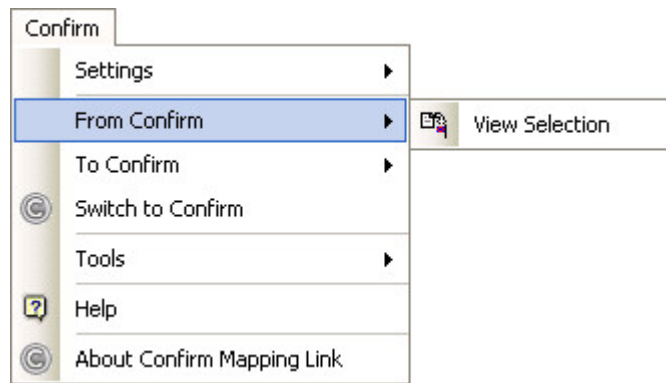 Confirm
Settings
From Confirm
View Selection
To Confirm
Switch to Confirm
Tools
Help
About Confirm Mapping Link